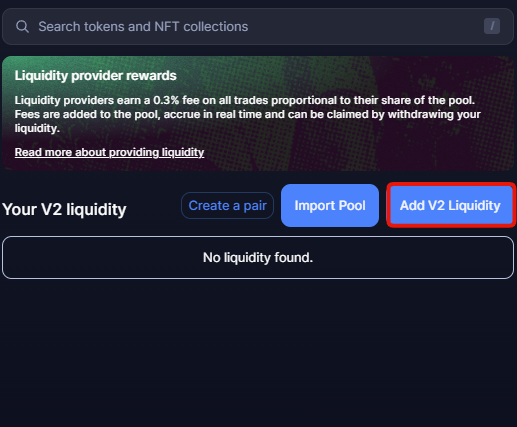 Search tokens and NFT collections
/
Liquidity provider rewards
Liquidity providers earn a 0.3% fee on all trades proportional to their share of the pool.
Fees are added to the pool, accrue in real time and can be claimed by withdrawing your
liquidity.
Read more about providing liquidity
Your V2 liquidity
Create a pair
Import Pool
Add V2 Liquidity
No liquidity found.